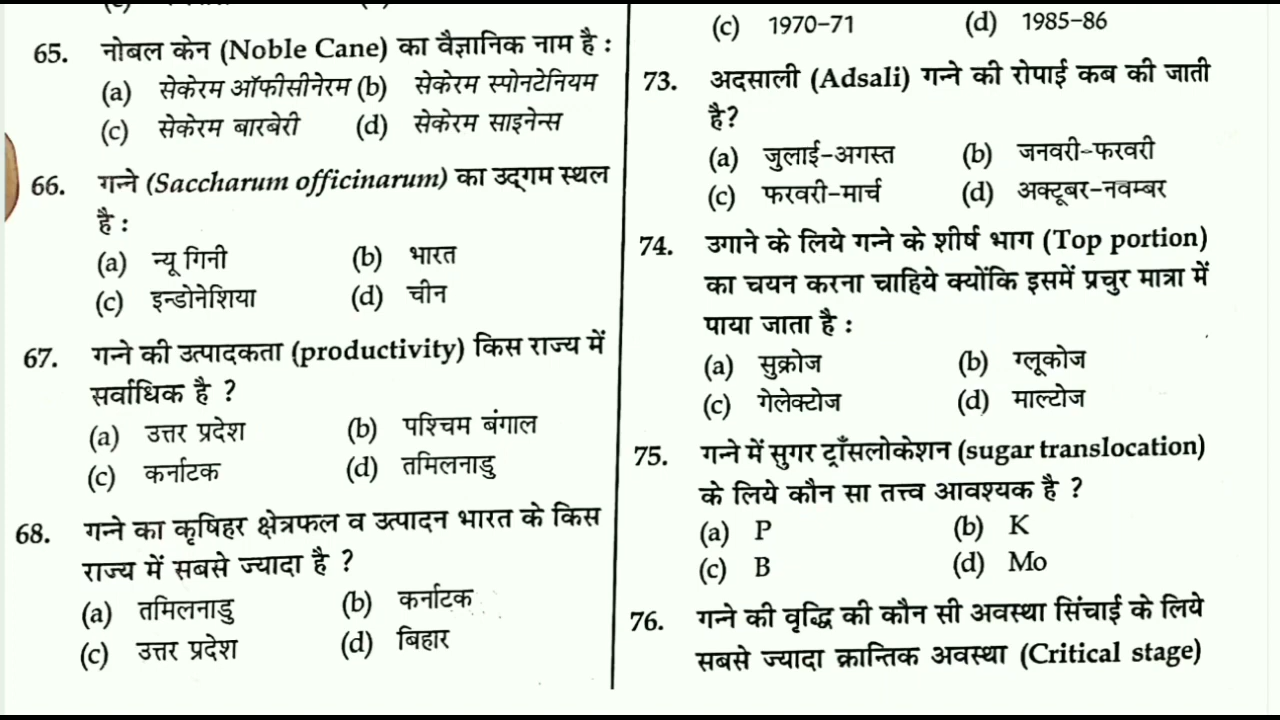 65. नोबल केन (Noble Cane) का वैज्ञानिक नाम है :
(a) सेकेरम ऑफीसीनेरम (b) सेकेरम स्पोनटेनियम
(c) सेकेरम बारबेरी (d) सेकेरम साइनेन्स
66. गन्ने (Saccharum officinarum) का उद्गम स्थल
है :
(a) न्यू गिनी (b) भारत
(c) इन्डोनेशिया (d) चीन
67. गन्ने की उत्पादकता (productivity) किस राज्य में
सर्वाधिक है ?
(a) उत्तर प्रदेश (b) पश्चिम बंगाल
(c) कर्नाटक (d) तमिलनाडु
68. गन्ने का कृषिहर क्षेत्रफल व उत्पादन भारत के किस
राज्य में सबसे ज्यादा है ?
(a) तमिलनाडु (b) कर्नाटक
(c) उत्तर प्रदेश (d) बिहार
(c) 1970-71 (d) 1985-86
73. अदसाली (Adsali) गन्ने की रोपाई कब की जाती
है?
(a) जुलाई-अगस्त (b) जनवरी-फरवरी
(c) फरवरी-मार्च (d) अक्टूबर-नवम्बर
74. उगाने के लिये गन्ने के शीर्ष भाग (Top portion)
का चयन करना चाहिये क्योंकि इसमें प्रचुर मात्रा में
पाया जाता है :
(a) सुक्रोज (b) ग्लूकोज
(c) गेलेक्टोज (d) माल्टोज
75. गन्ने में सुगर ट्राँसलोकेशन (sugar translocation)
के लिये कौन सा तत्त्व आवश्यक है ?
(a) P (b) K
(c) B (d) Mo
76. गन्ने की वृद्धि की कौन सी अवस्था सिंचाई के लिये
सबसे ज्यादा क्रान्तिक अवस्था (Critical stage)